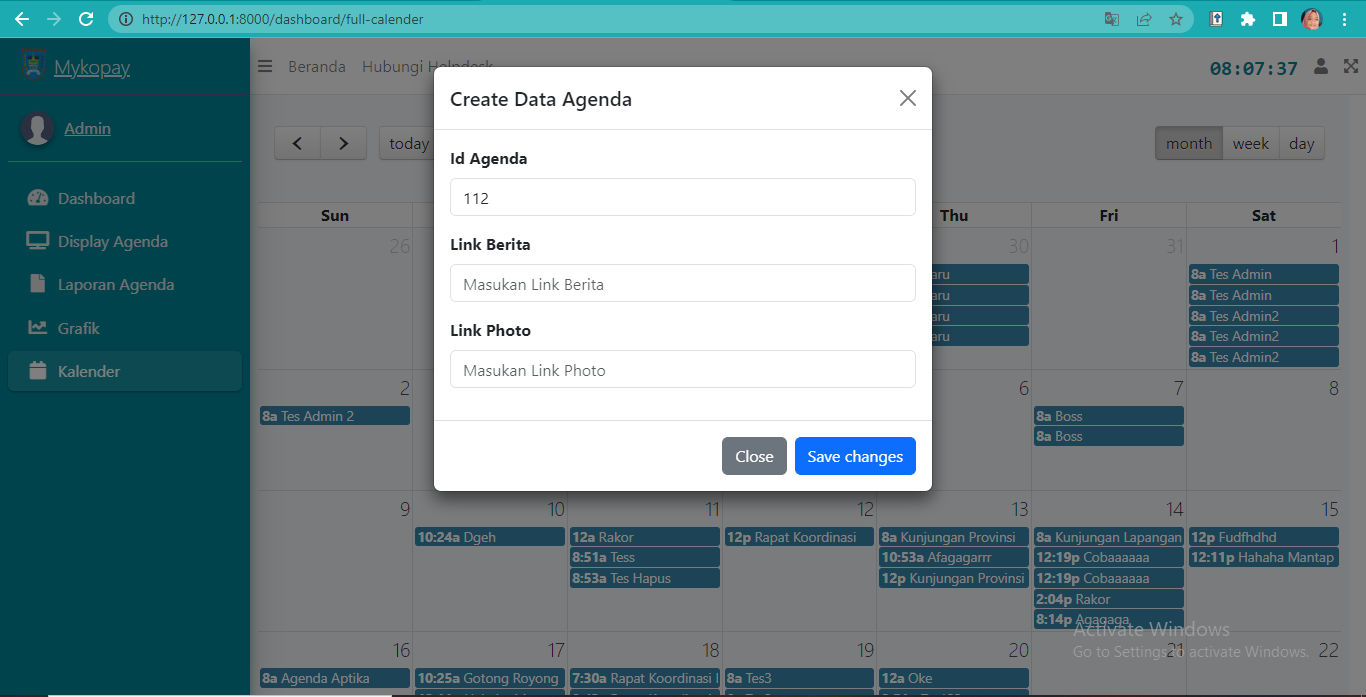 http://127.0.0.1:8000/dashboard/full-calender
Mykopay
Beranda Hubungi Helpdesk
08:07:37
Admin
Dashboard
Display Agenda
Laporan Agenda
Grafik
Kalender
today
month week day
Create Data Agenda
Id Agenda
112
Link Berita
Masukan Link Berita
Link Photo
Masukan Link Photo
Close Save changes
Sun Thu Fri Sat
26 30 31 1
aru
aru
aru
aru
8a Tes Admin
8a Tes Admin
8a Tes Admin2
8a Tes Admin2
8a Tes Admin2
2 6 7 8
8a Tes Admin 2
8a Boss
8a Boss
9 10 11 12 13 14 15
10:24a Dgeh
12a Rakor
8:51a Tess
8:53a Tes Hapus
12p Rapat Koordinasi
8a Kunjungan Provinsi
10:53a Afagagarrr
12p Kunjungan Provinsi
8a Kunjungan Lapangan
12:19p Cobaaaaaa
12:19p Cobaaaaaa
2:04p Rakor
8:14p Agagaga
12p Fudfhdhd
12:11p Hahaha Mantap
16 17 18 19 20 21 22
8a Agenda Aptika
10:25a Gotong Royong
7:30a Rapat Koordinasi
8a Tes3
12a Oke
Activate Windows
Go to Settings to activate Windows.